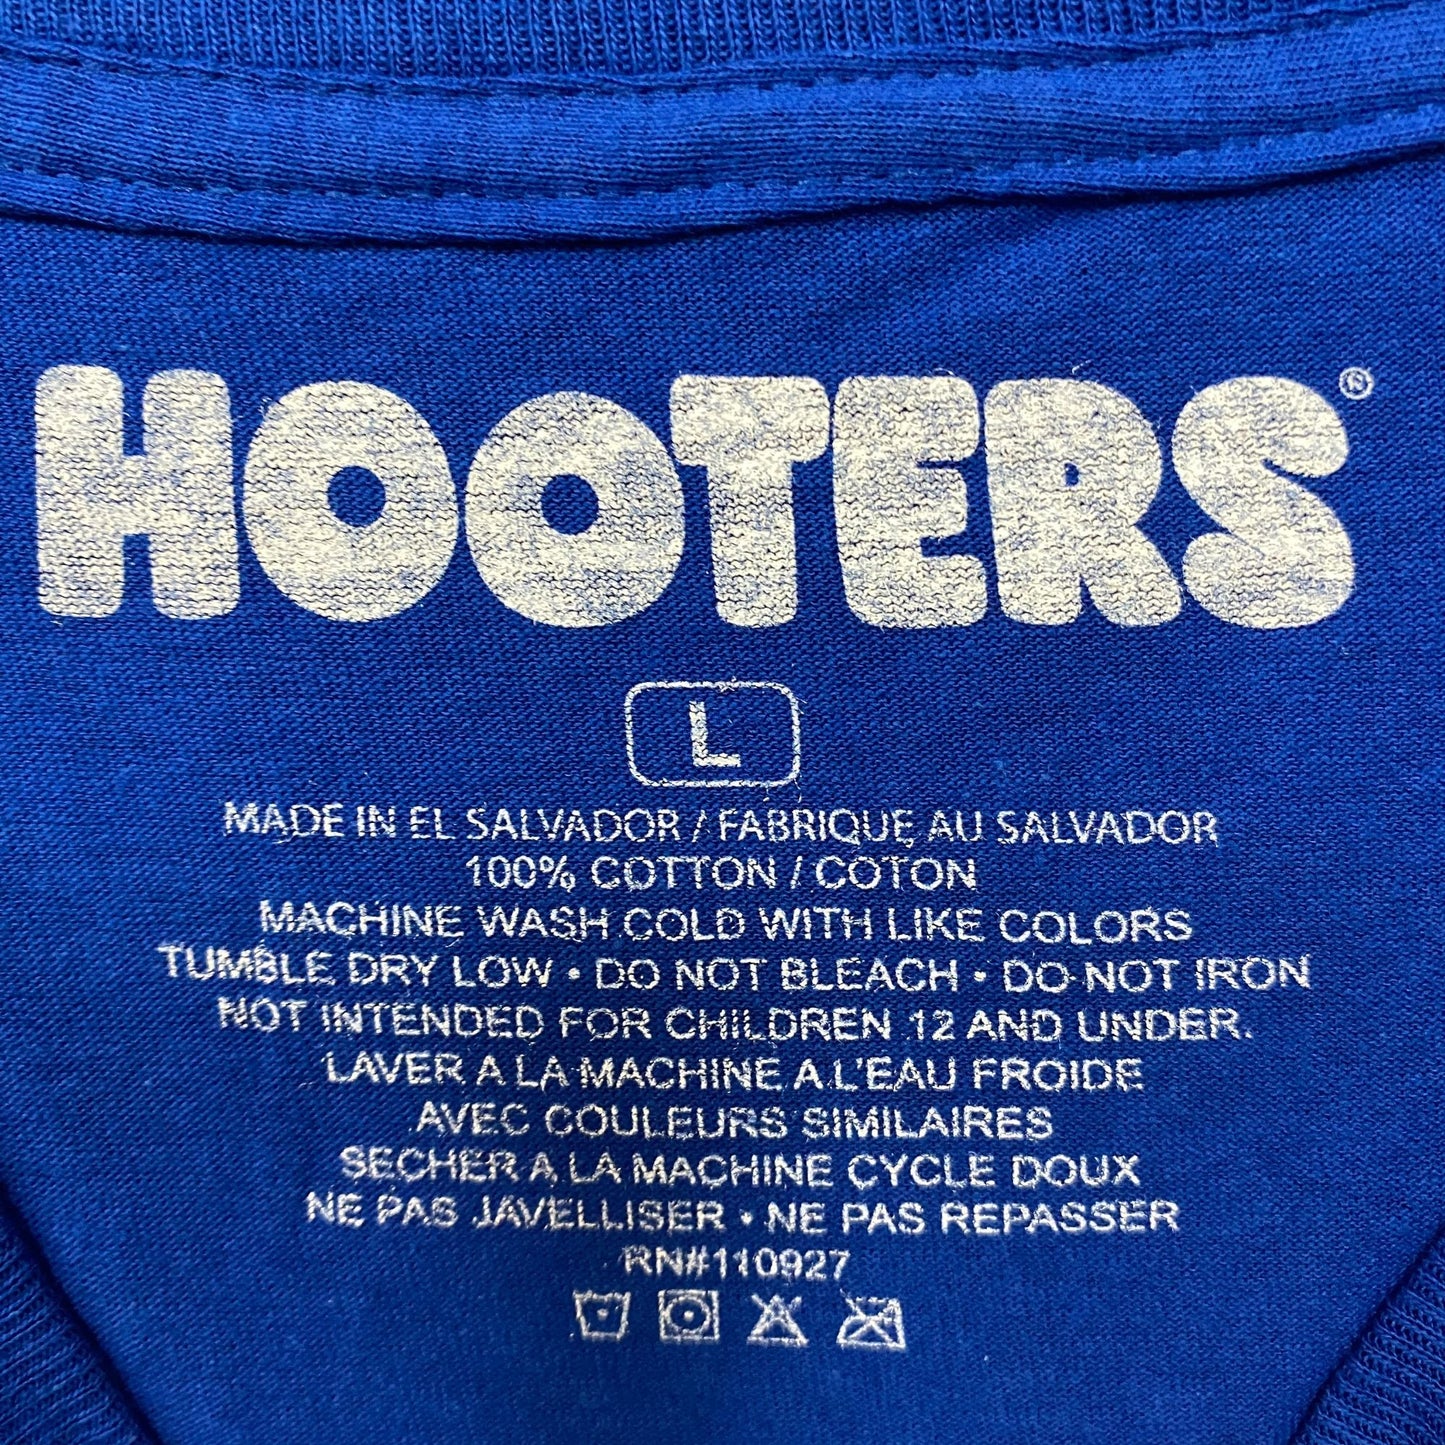 HOOTERS®
L
MADE IN EL SALVADOR / FABRIQUE AU SALVADOR
100% COTTON / COTON
MACHINE WASH COLD WITH LIKE COLORS
TUMBLE DRY LOW • DO NOT BLEACH • DO NOT IRON
NOT INTENDED FOR CHILDREN 12 AND UNDER.
LAVER A LA MACHINE A L'EAU FROIDE
AVEC COULEURS SIMILAIRES
SECHER A LA MACHINE CYCLE DOUX
NE PAS JAVELLISER • NE PAS REPASSER
RN#110927